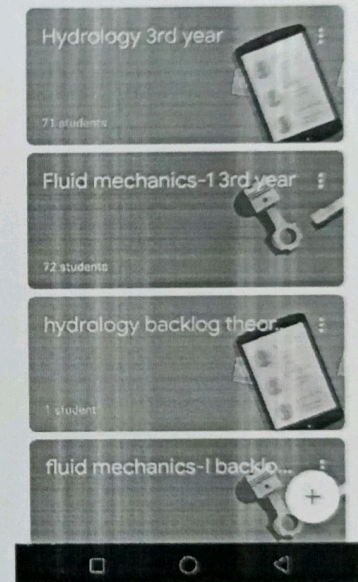 Hydrology 3rd year
71 students
Fluid mechanics-1 3rd year
72 students
hydrology backlog theor...
1 student
fluid mechanics-I backlo...